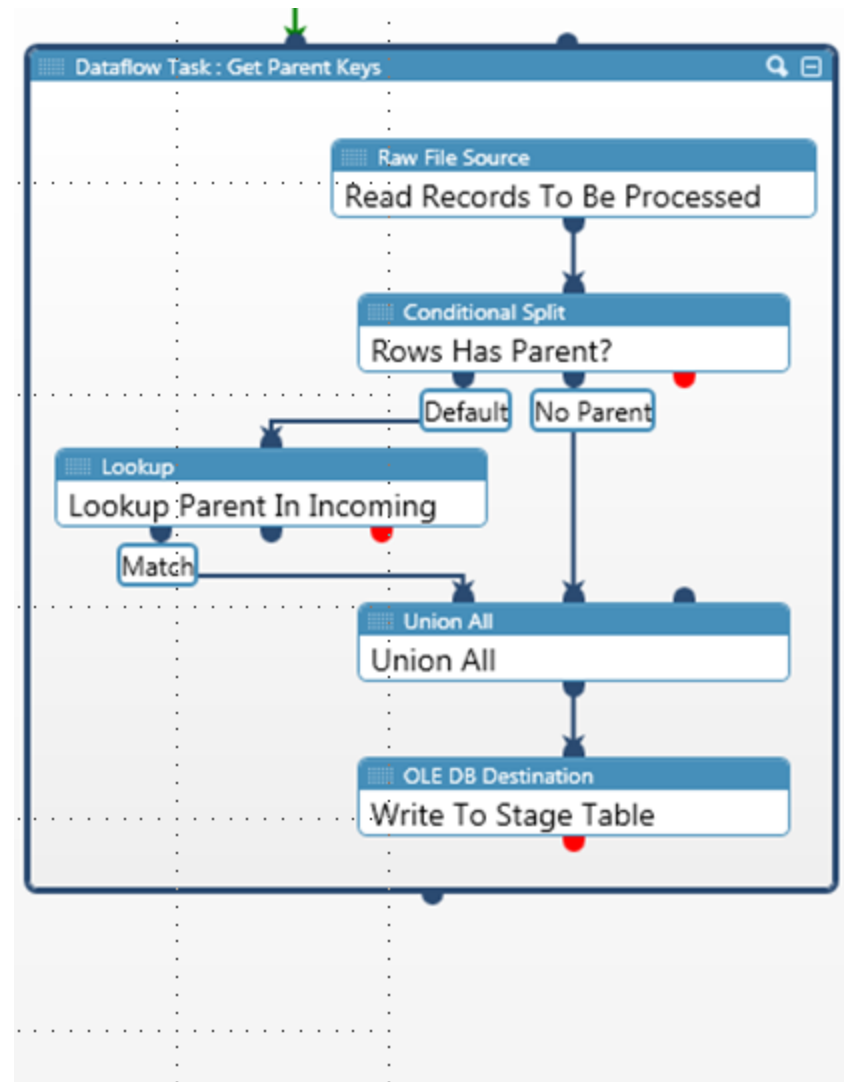 Dataflow Task : Get Parent Keys
Raw File Source
Read Records To Be Processed
Conditional Split
Rows Has Parent?
Default
No Parent
Lookup
Lookup Parent In Incoming
Match
Union All
Union All
OLE DB Destination
Write To Stage Table